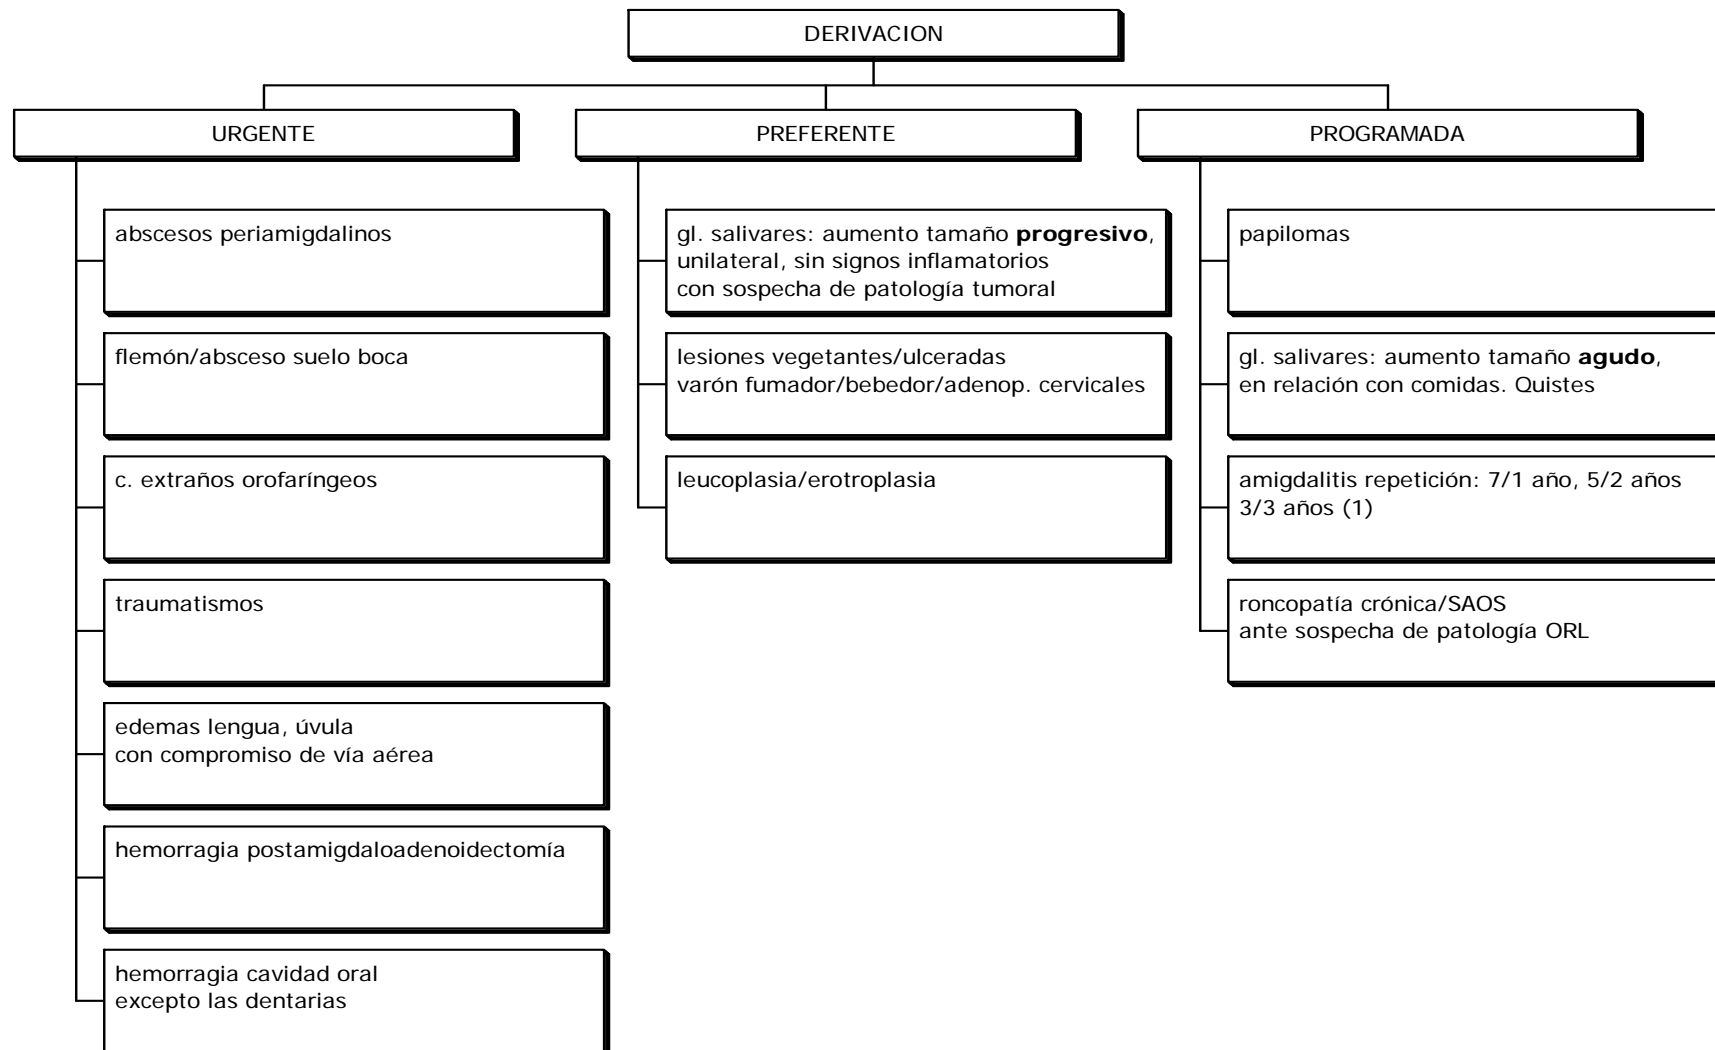 DERIVACION
URGENTE
abscesos periamigdalinos
flemón/absceso suelo boca
c. extraños orofaríngeos
traumatismos
edemas lengua, úvula
con compromiso de vía aérea
hemorragia postamigdaloadenoidectomía
hemorragia cavidad oral
excepto las dentarias
PREFERENTE
gl. salivares: aumento tamaño progresivo,
unilateral, sin signos inflamatorios
con sospecha de patología tumoral
lesiones vegetantes/ulceradas
varón fumador/bebedor/adenop. cervicales
leucoplasia/erotroplasia
PROGRAMADA
papilomas
gl. salivares: aumento tamaño agudo,
en relación con comidas. Quistes
amigdalitis repetición: 7/1 año, 5/2 años
3/3 años (1)
roncopatía crónica/SAOS
ante sospecha de patología ORL